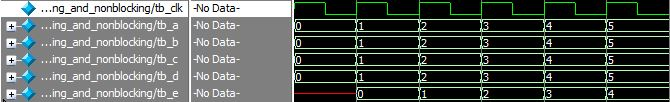 ...ng_and_nonblocking/tb_clk -No Data-
...ing_and_nonblocking/tb_a -No Data- 0 1 2 3 4 5
...ing_and_nonblocking/tb_b -No Data- 0 1 2 3 4 5
...ing_and_nonblocking/tb_c -No Data- 0 1 2 3 4 5
...ing_and_nonblocking/tb_d -No Data- 0 1 2 3 4 5
...ing_and_nonblocking/tb_e -No Data- 0 1 2 3 4